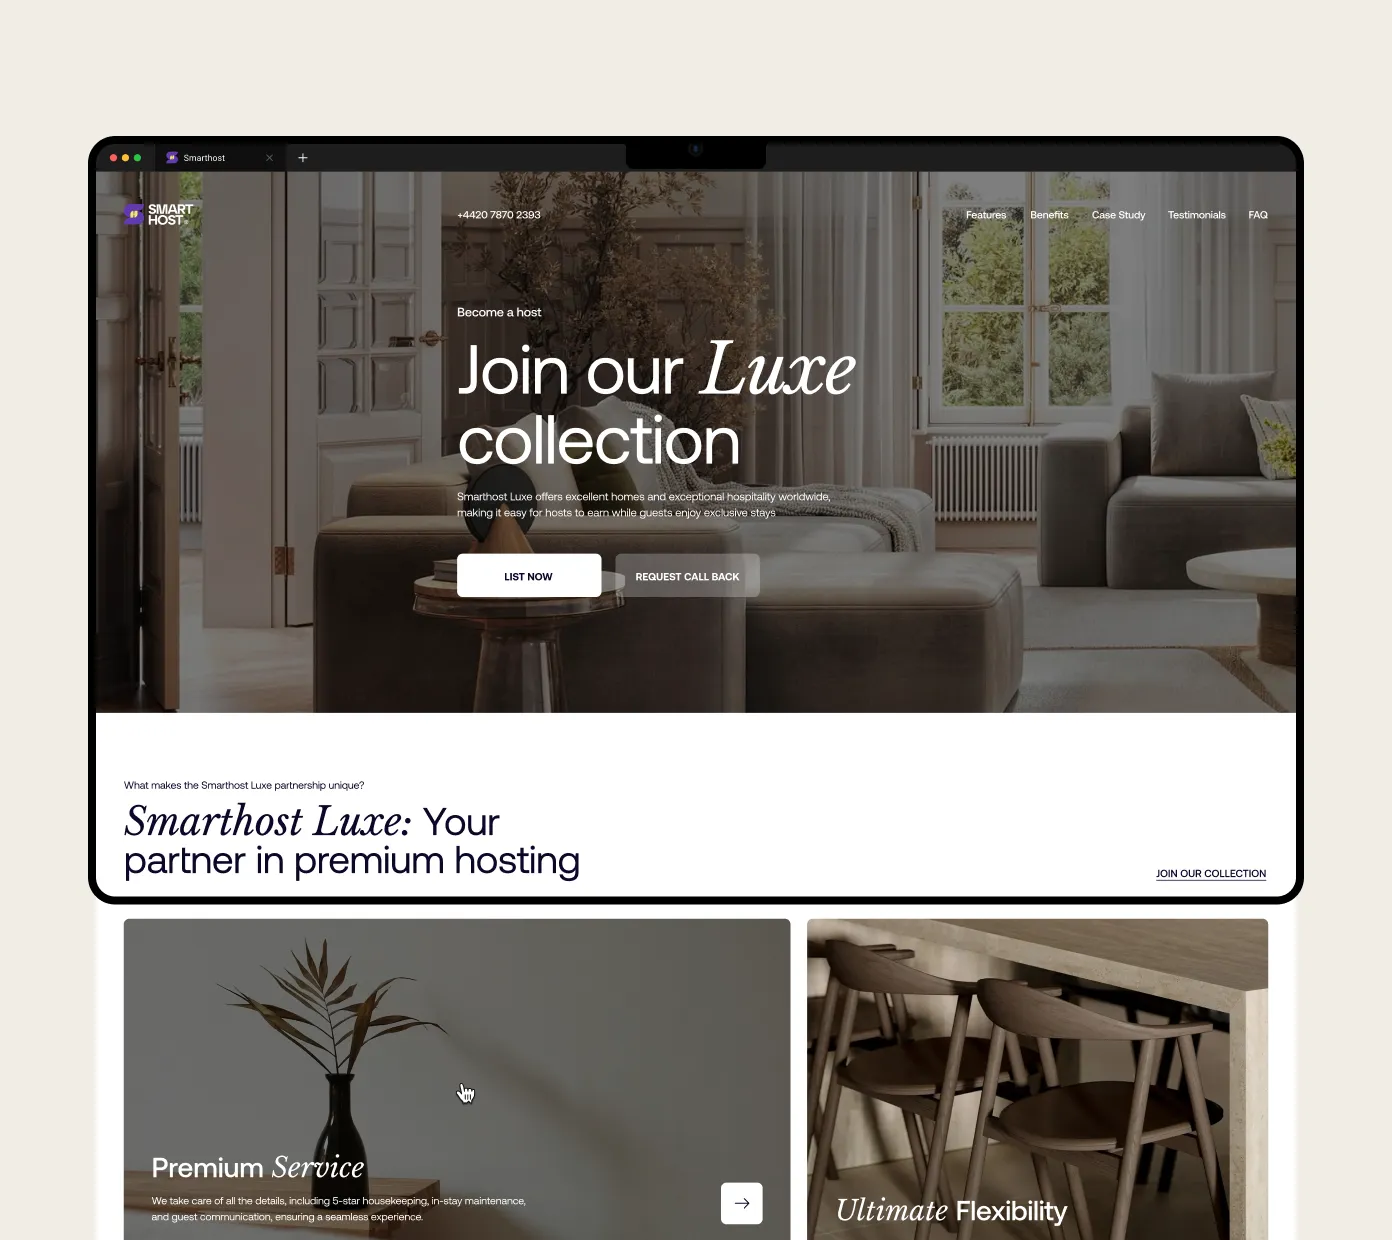 Smarthost
SMART
HOST
+4420 7870 2393
Features
Benefits
Case Study
Testimonials
FAQ
Become a host
Join our Luxe
collection
Smarthost Luxe offers excellent homes and exceptional hospitality worldwide,
making it easy for hosts to earn while guests enjoy exclusive stays
LIST NOW
REQUEST CALL BACK
What makes the Smarthost Luxe partnership unique?
Smarthost Luxe: Your
partner in premium hosting
JOIN OUR COLLECTION
Premium Service
We take care of all the details, including 5-star housekeeping, in-stay maintenance,
and guest communication, ensuring a seamless experience.
Ultimate Flexibility